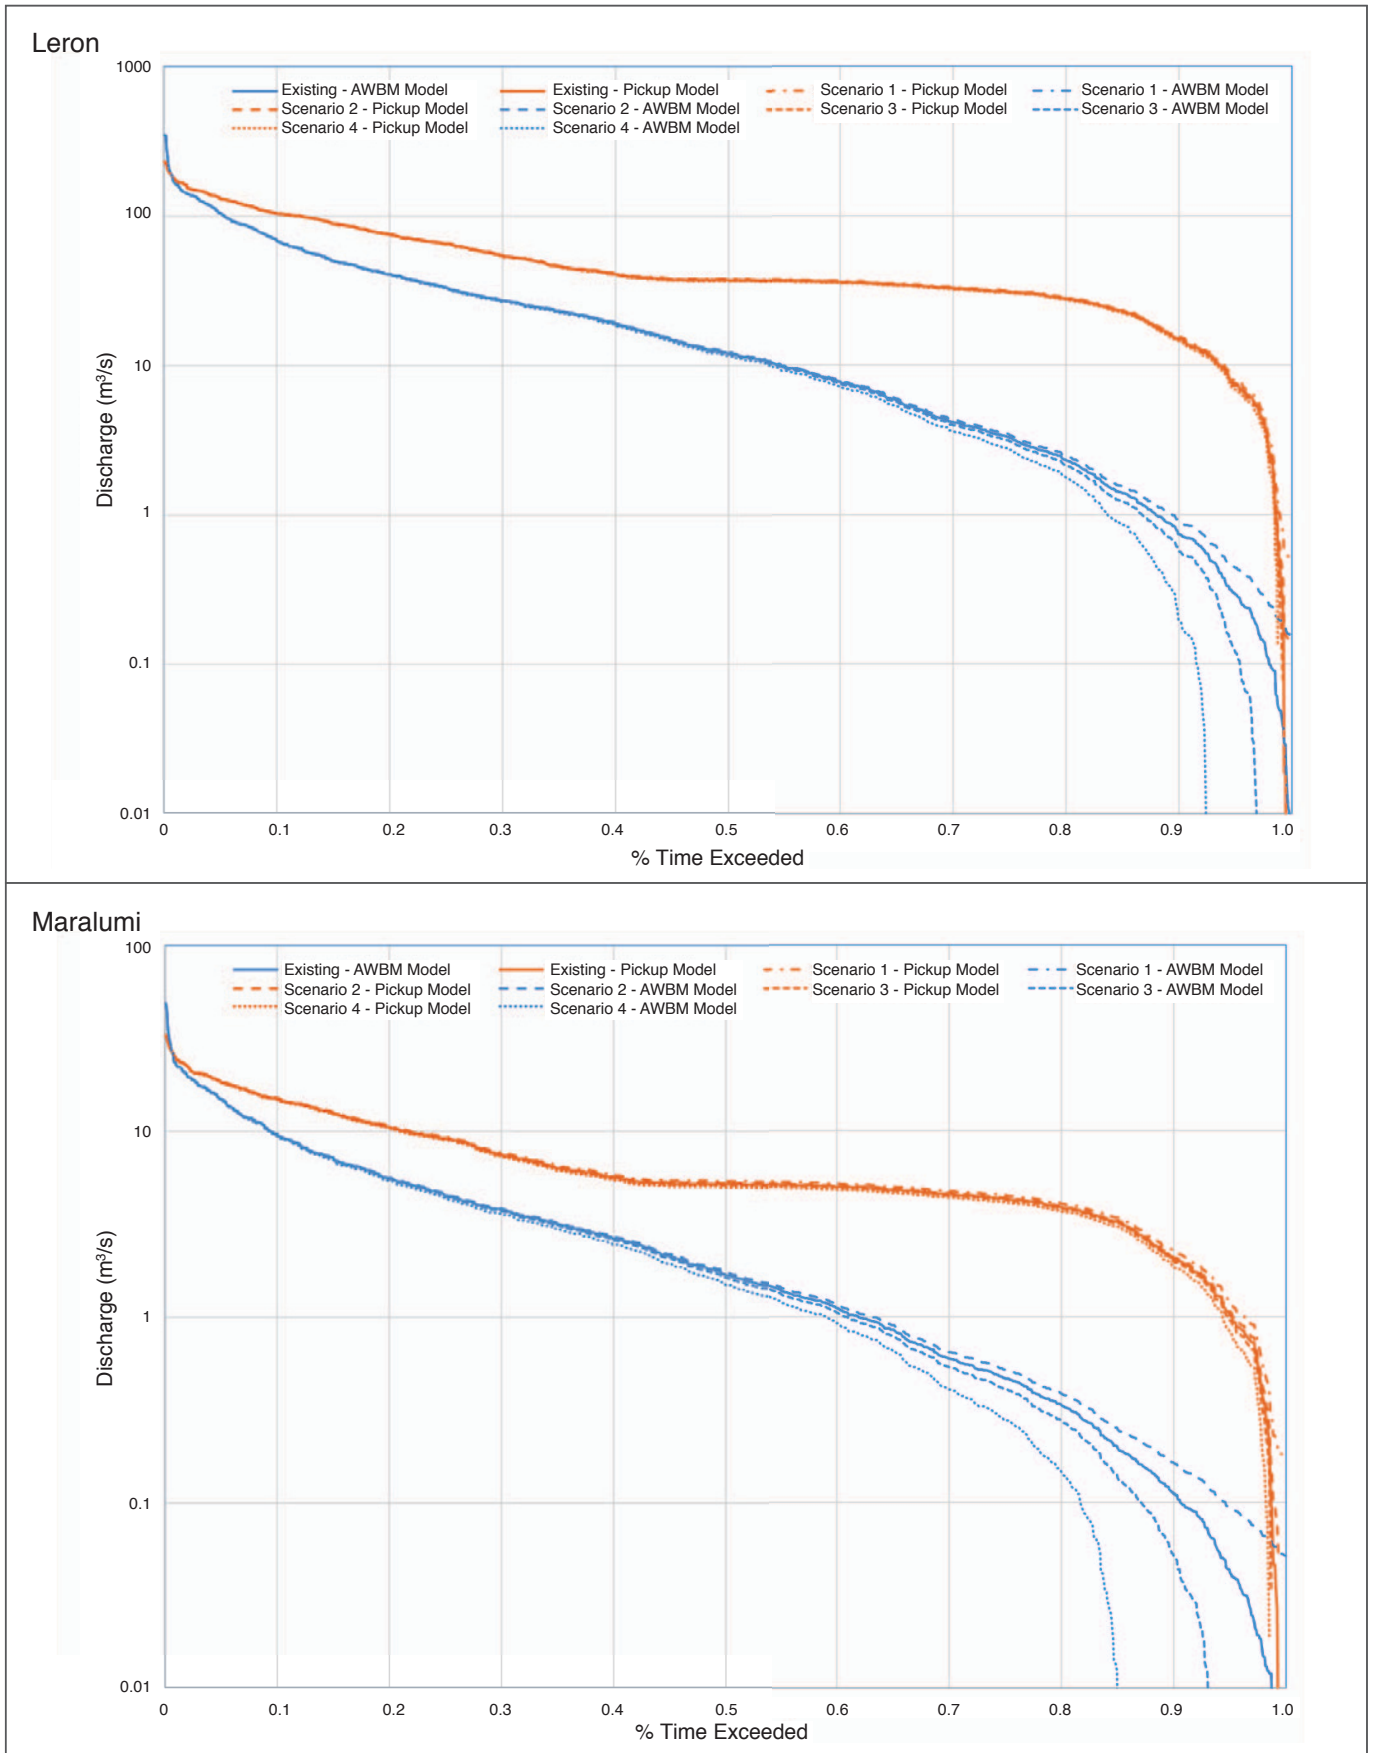 Leron
1000
Existing - AWBM Model Existing - Pickup Model Scenario 1 - Pickup Model Scenario 1 - AWBM Model
Scenario 2 - Pickup Model Scenario 2 - AWBM Model Scenario 3 - Pickup Model Scenario 3 - AWBM Model
Scenario 4 - Pickup Model Scenario 4 - AWBM Model
100
10
1
0.1
0.01
Discharge (m³/s)
0 0.1 0.2 0.3 0.4 0.5 0.6 0.7 0.8 0.9 1.0
% Time Exceeded
Maralumi
100
Existing - AWBM Model Existing - Pickup Model Scenario 1 - Pickup Model Scenario 1 - AWBM Model
Scenario 2 - Pickup Model Scenario 2 - AWBM Model Scenario 3 - Pickup Model Scenario 3 - AWBM Model
Scenario 4 - Pickup Model Scenario 4 - AWBM Model
10
1
0.1
0.01
Discharge (m³/s)
0 0.1 0.2 0.3 0.4 0.5 0.6 0.7 0.8 0.9 1.0
% Time Exceeded